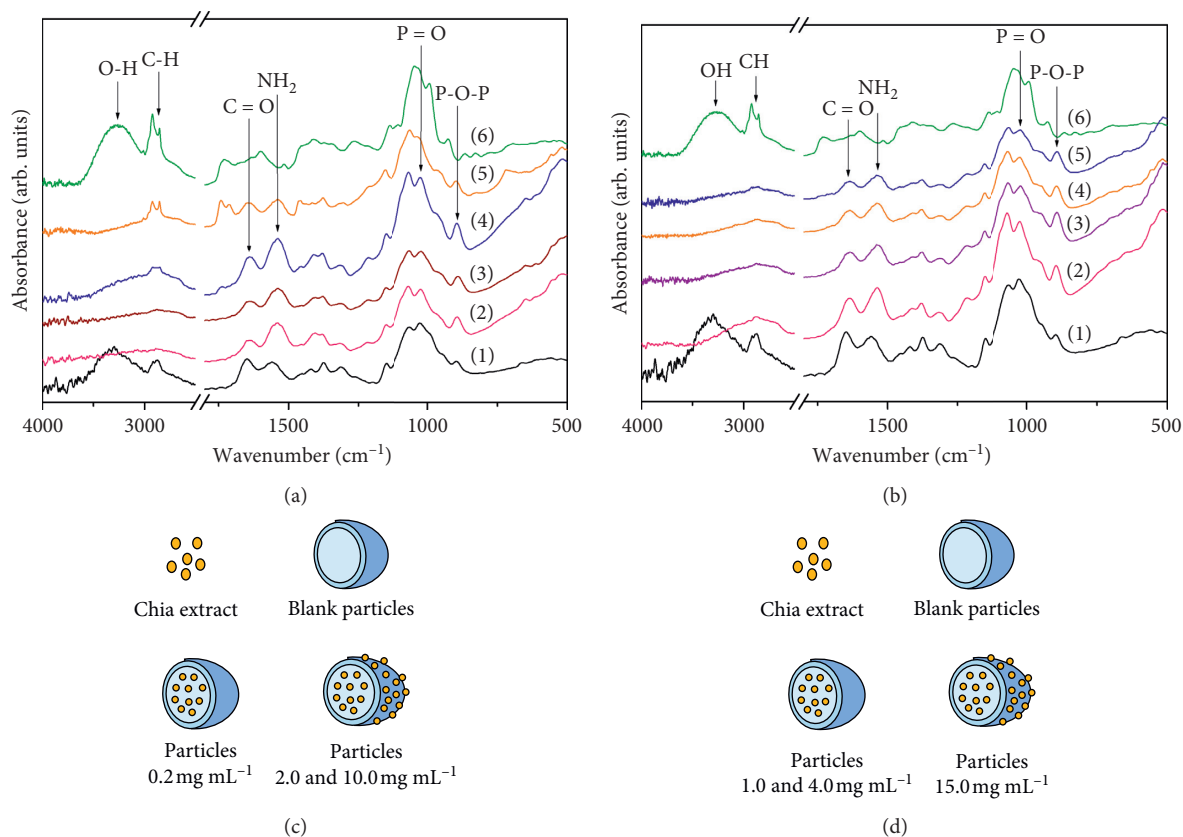 O-H
C-H
C = O
NH₂
P = O
P-O-P
(6)
(5)
(4)
(3)
(2)
(1)
Absorbance (arb. units)
4000
3000
1500
1000
500
Wavenumber (cm⁻¹)
(a)
OH
CH
C = O
NH₂
P = O
P-O-P
(6)
(5)
(4)
(3)
(2)
(1)
Absorbance (arb. units)
4000
3000
1500
1000
500
Wavenumber (cm⁻¹)
(b)
Chia extract
Blank particles
Particles
0.2 mg mL⁻¹
Particles
2.0 and 10.0 mg mL⁻¹
(c)
Chia extract
Blank particles
Particles
1.0 and 4.0 mg mL⁻¹
Particles
15.0 mg mL⁻¹
(d)